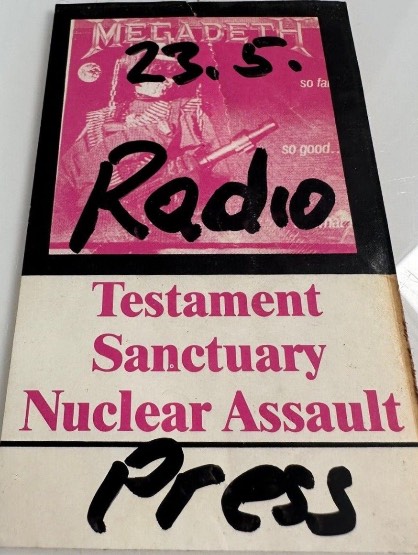 MEGADETH
23.5.
so far
so good...
Radio
Testament
Sanctuary
Nuclear Assault
Press